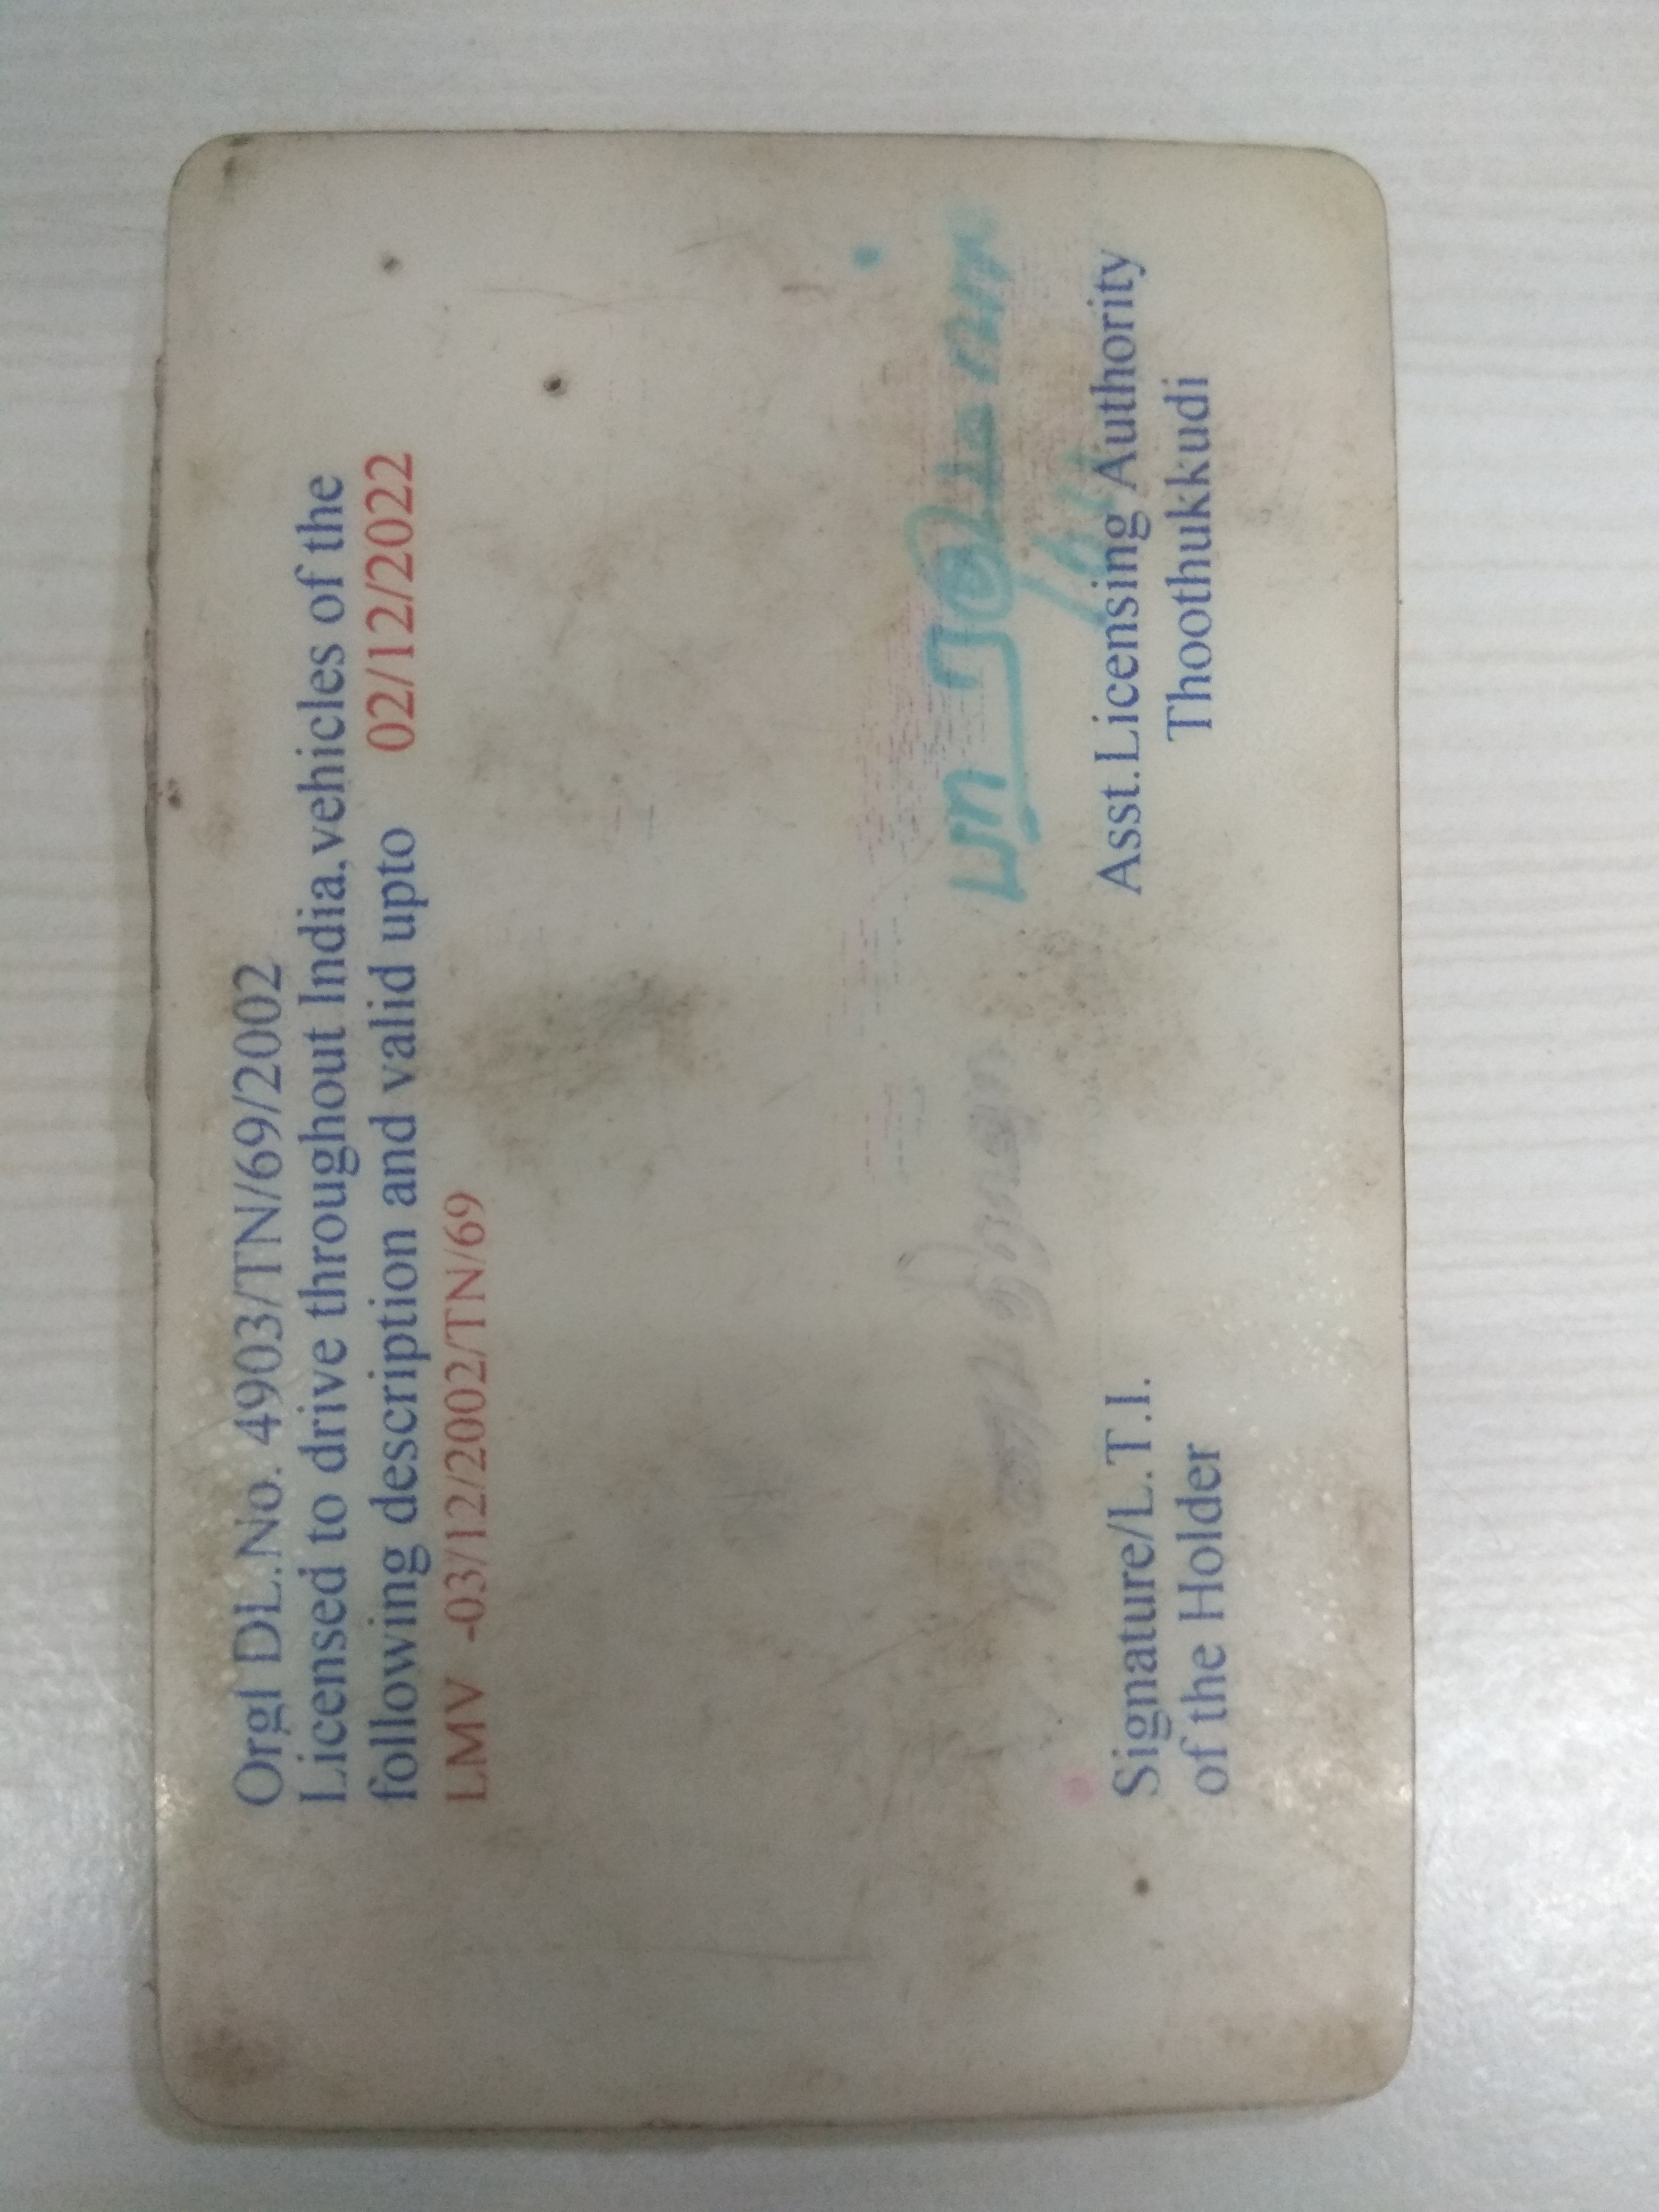 Orgl DL.No. 4903/TN/69/2002
Licensed to drive throughout India,vehicles of the
following description and valid upto 02/12/2022
LMV -03/12/2002/TN/69
Signature/L.T.I.
of the Holder
Asst.Licensing Authority
Thoothukkudi